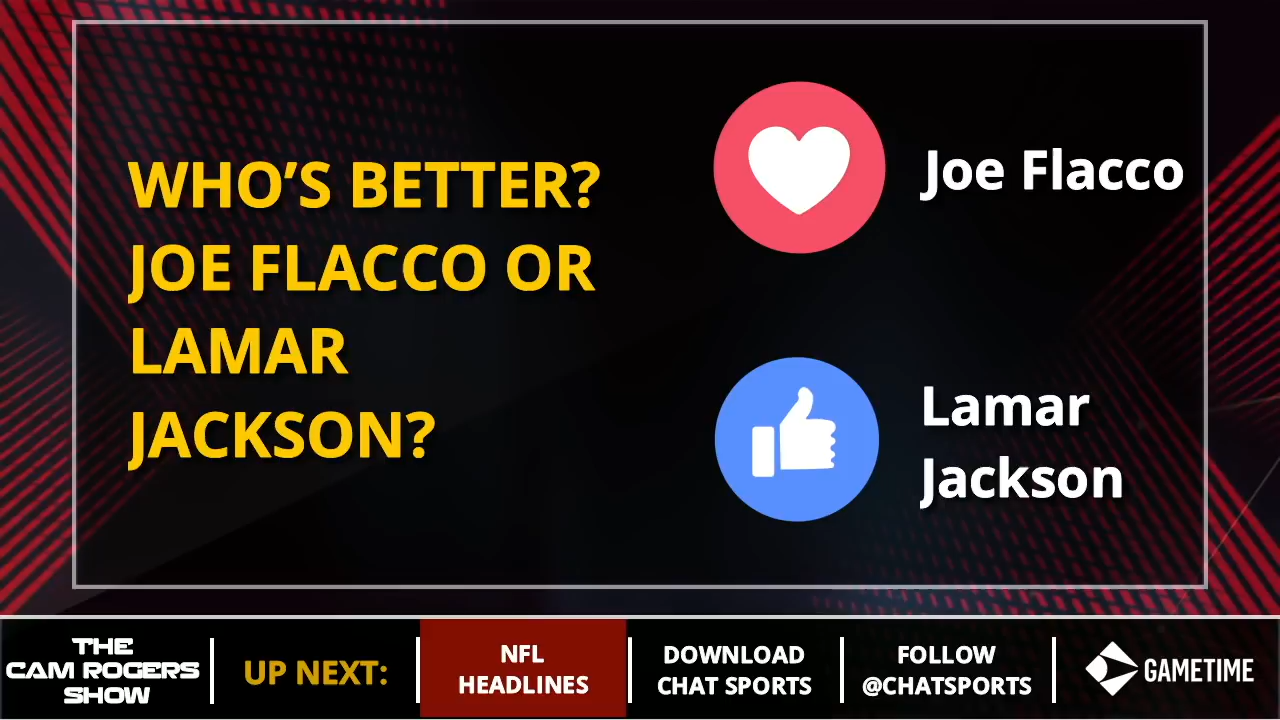 WHO’S BETTER?
JOE FLACCO OR
LAMAR
JACKSON?
Joe Flacco
Lamar
Jackson
THE
CAM ROGERS
SHOW
UP NEXT:
NFL
HEADLINES
DOWNLOAD
CHAT SPORTS
FOLLOW
@CHATSPORTS
GAMETIME